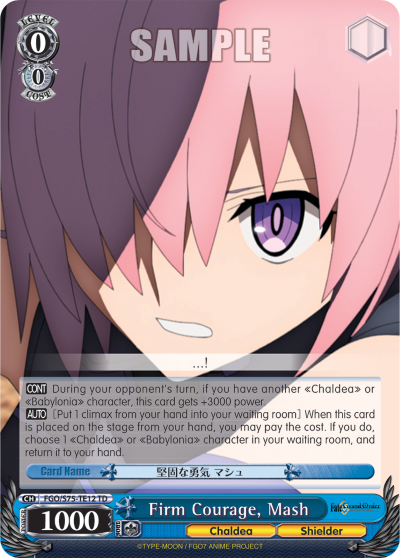 LEVEL
0
SAMPLE
0
COST
...!
CONT During your opponent's turn, if you have another «Chaldea» or
«Babylonia» character, this card gets +3000 power.
AUTO [Put 1 climax from your hand into your waiting room] When this card
is placed on the stage from your hand, you may pay the cost. If you do,
choose 1 «Chaldea» or «Babylonia» character in your waiting room, and
return it to your hand.
Card Name 堅固な勇気 マシュ
CH FGO/S75-TE12 TD
1000
Firm Courage, Mash
Chaldea Shielder
©TYPE-MOON / FGO7 ANIME PROJECT